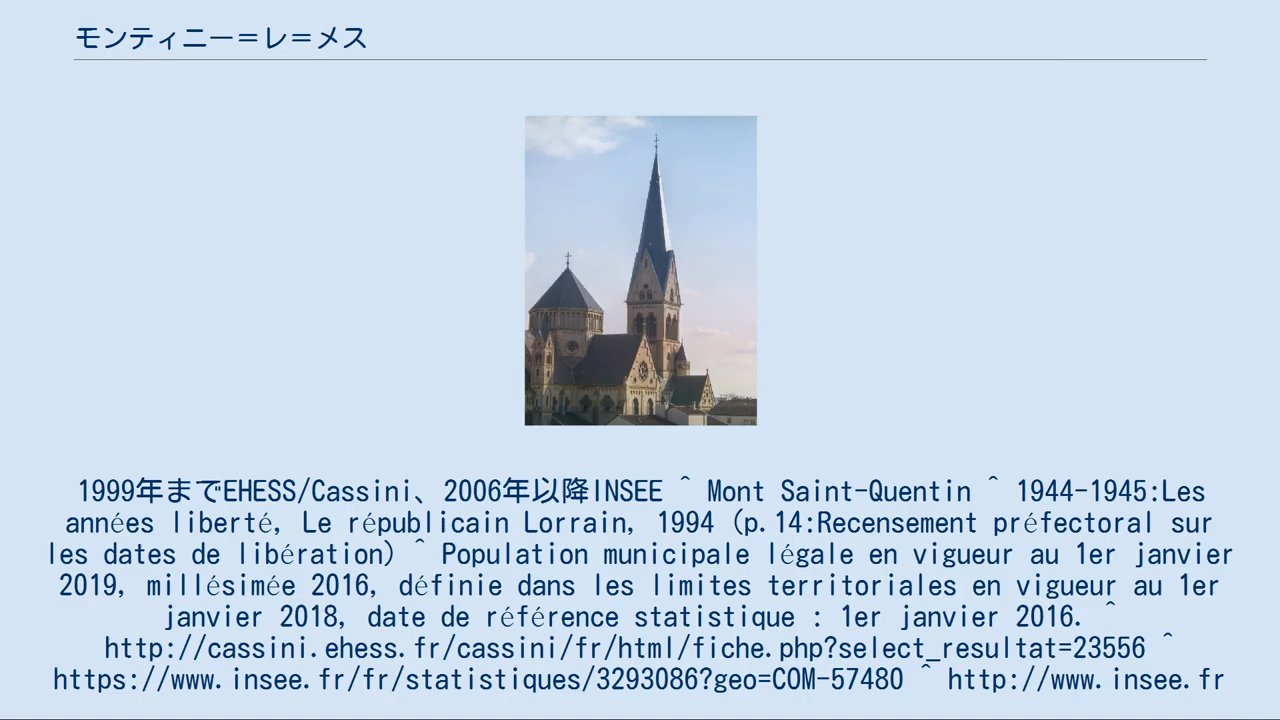 モンティニー＝レ＝メス
1999年までEHESS/Cassini、2006年以降INSEE ^ Mont Saint-Quentin ^ 1944-1945:Les
années liberté, Le républicain Lorrain, 1994 (p.14:Recensement préfectoral sur
les dates de libération) ^ Population municipale légale en vigueur au 1er janvier
2019, millésimée 2016, définie dans les limites territoriales en vigueur au 1er
janvier 2018, date de référence statistique : 1er janvier 2016. ^
http://cassini.ehess.fr/cassini/fr/html/fiche.php?select_resultat=23556 ^
https://www.insee.fr/fr/statistiques/3293086?geo=COM-57480 ^ http://www.insee.fr